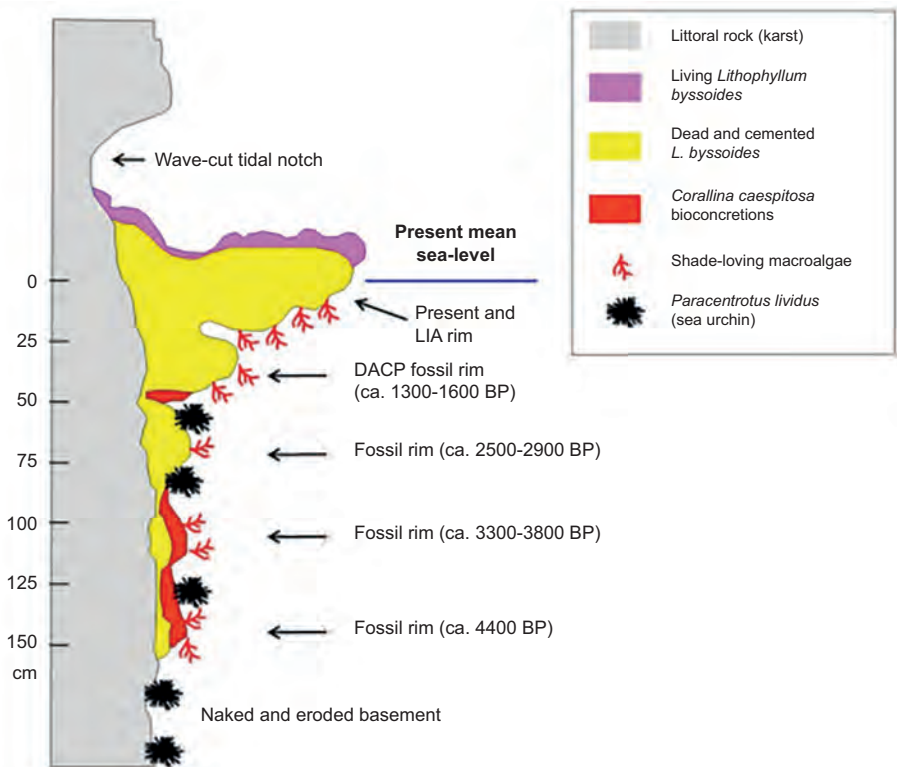 Littoral rock (karst)
Living Lithophyllum
byssoides
Dead and cemented
L. byssoides
Corallina caespitosa
bioconcretions
Shade-loving macroalgae
Paracentrotus lividus
(sea urchin)
Wave-cut tidal notch
Present mean
sea-level
Present and
LIA rim
DACP fossil rim
(ca. 1300-1600 BP)
Fossil rim (ca. 2500-2900 BP)
Fossil rim (ca. 3300-3800 BP)
Fossil rim (ca. 4400 BP)
Naked and eroded basement
0
25
50
75
100
125
150
cm